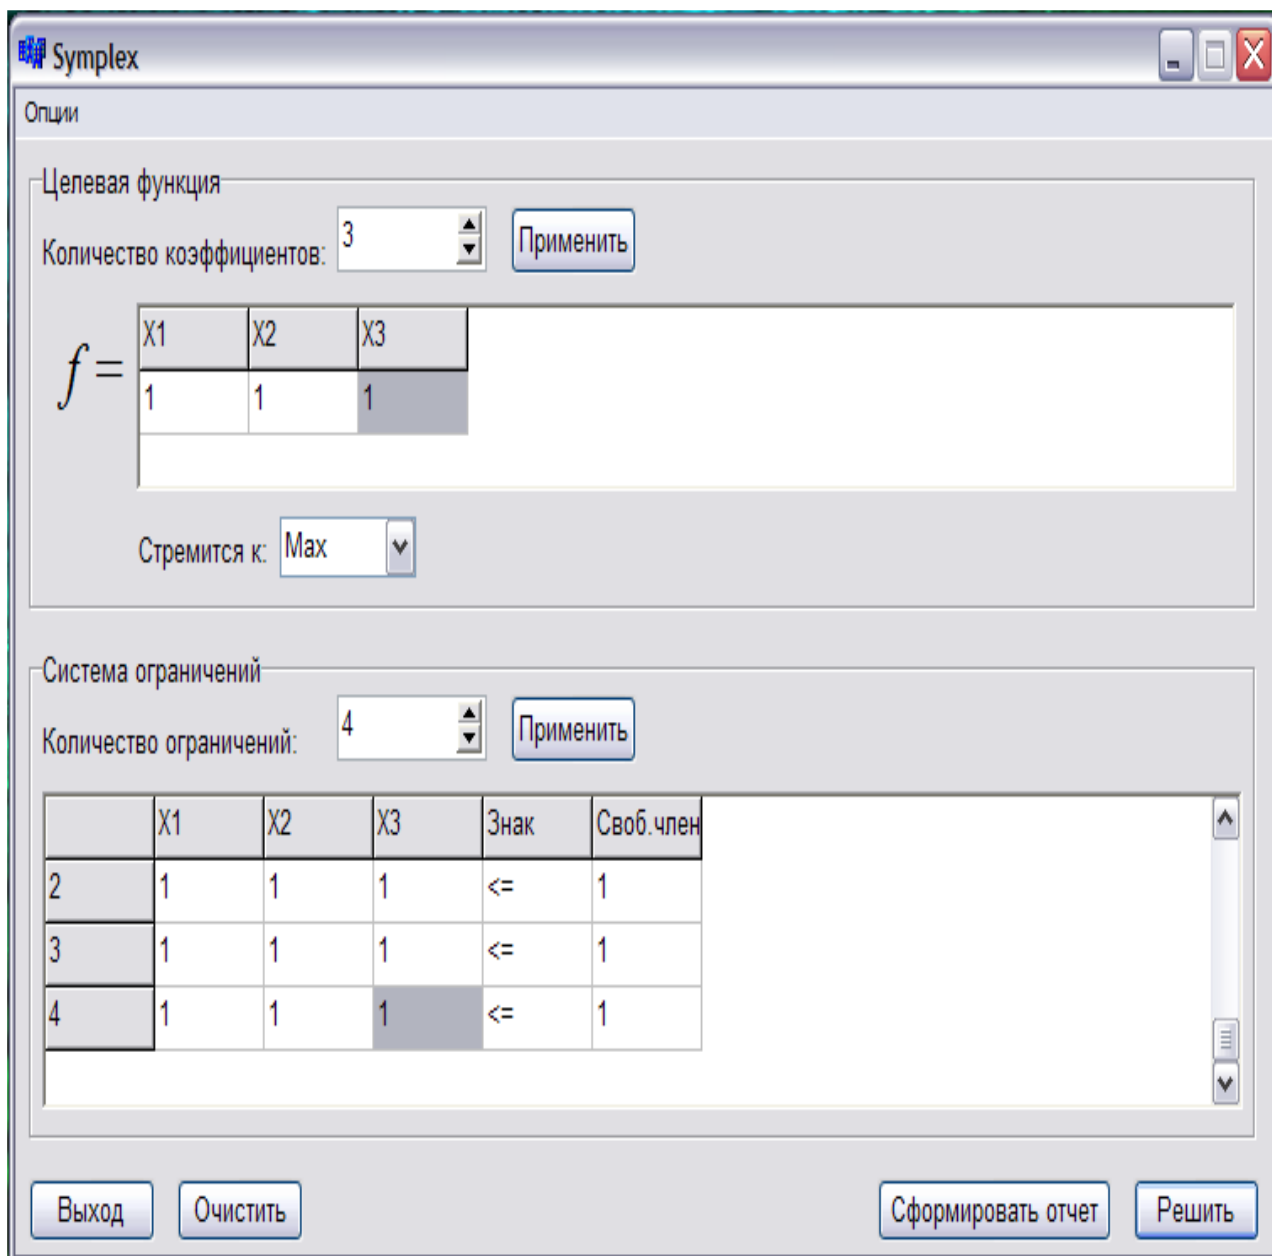 Symplex
Опции
Целевая функция
Количество коэффициентов: 3 Применить
X1 X2 X3
f =
1 1 1
Стремится к: Max
Система ограничений
Количество ограничений: 4 Применить
X1 X2 X3 Знак Своб.член
2 1 1 1 <= 1
3 1 1 1 <= 1
4 1 1 1 <= 1
Выход Очистить Сформировать отчет Решить